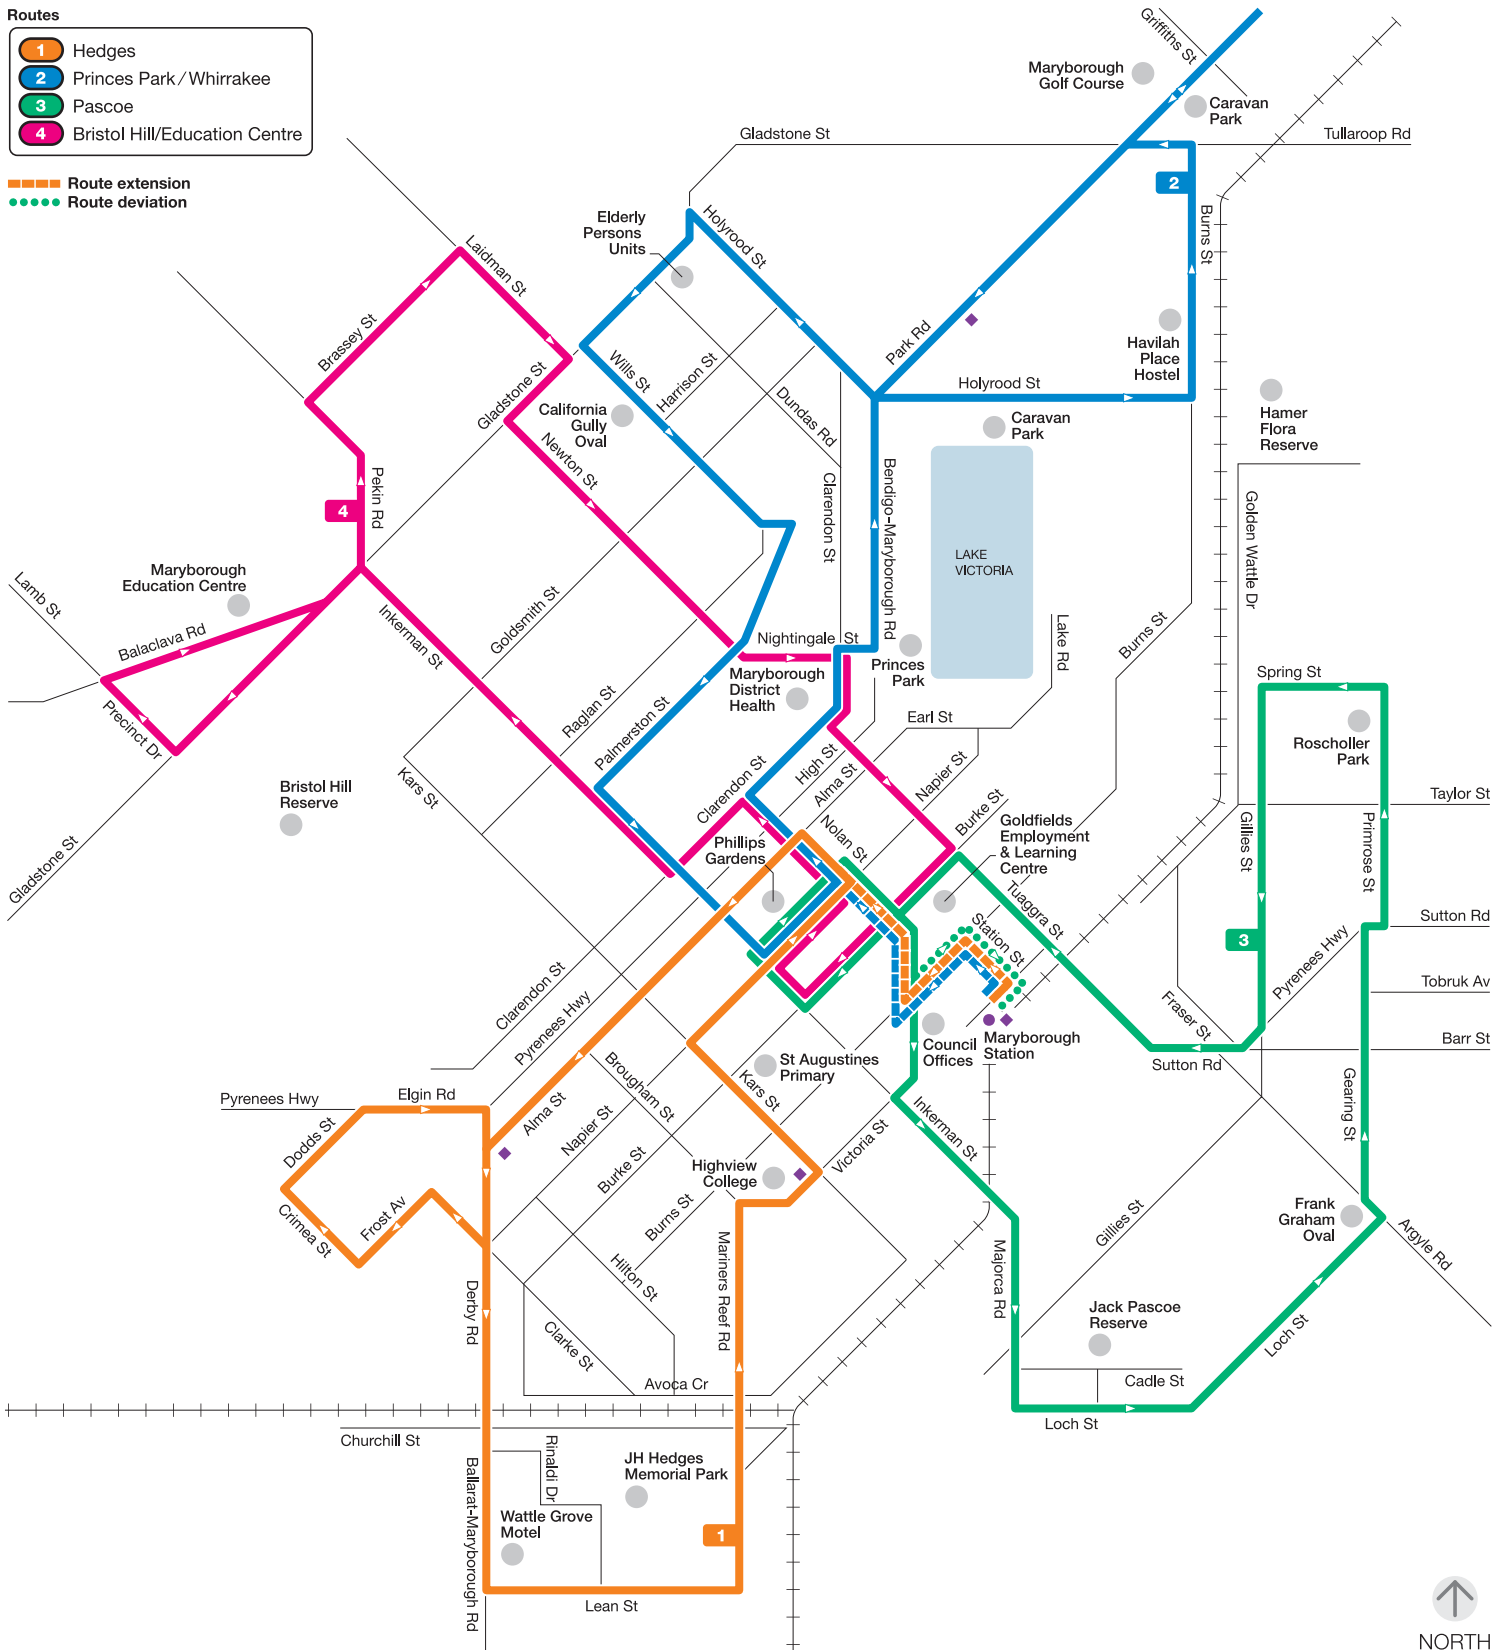 Routes
1 Hedges
2 Princes Park/Whirrakee
3 Pascoe
4 Bristol Hill/Education Centre
Route extension
Route deviation
Griffiths St
Maryborough
Golf Course
Caravan
Park
Gladstone St
Tullaroop Rd
2
Burns St
Elderly
Persons
Units
Holyrood St
Laidman St
Brassey St
Park Rd
Havilah
Place
Hostel
Wills St
Harrison St
Gladstone St
Dundas Rd
Holyrood St
California
Gully
Oval
Caravan
Park
Hamer
Flora
Reserve
Newton St
Clarendon St
Bendigo-Maryborough Rd
Pekin Rd
4
Golden Wattle Dr
LAKE
VICTORIA
Maryborough
Education Centre
Lamb St
Balaclava Rd
Inkerman St
Goldsmith St
Nightingale St
Princes
Park
Lake Rd
Burns St
Maryborough
District
Health
Spring St
Precinct Dr
Raglan St
Palmerston St
Earl St
Roscholler
Park
Kars St
Bristol Hill
Reserve
Clarendon St
High St
Alma St
Napier St
Burke St
Taylor St
Gladstone St
Phillips
Gardens
Nolan St
Goldfields
Employment
& Learning
Centre
Gillies St
Primrose St
Tuaggra St
Station St
Sutton Rd
3
Pyrenees Hwy
Clarendon St
Pyrenees Hwy
Fraser St
Tobruk Av
Council
Offices
Maryborough
Station
Barr St
Sutton Rd
St Augustines
Primary
Brougham St
Kars St
Pyrenees Hwy
Elgin Rd
Alma St
Napier St
Inkerman St
Gearing St
Dodds St
Victoria St
Burke St
Highview
College
Frost Av
Crimea St
Burns St
Gillies St
Frank
Graham
Oval
Argyle Rd
Hilton St
Mariners Reef Rd
Majorca Rd
Derby Rd
Clarke St
Jack Pascoe
Reserve
Loch St
Avoca Cr
Cadle St
Loch St
Churchill St
Ballarat-Maryborough Rd
Rinaldi Dr
JH Hedges
Memorial Park
Wattle Grove
Motel
1
Lean St
NORTH